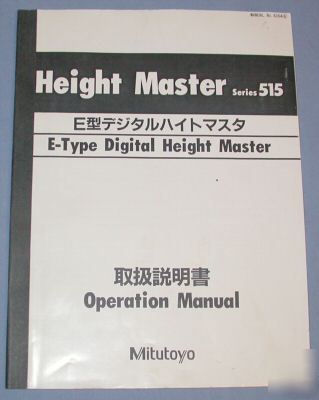 Height Master Series 515
E型デジタルハイトマスタ
E-Type Digital Height Master
取扱説明書
Operation Manual
Mitutoyo